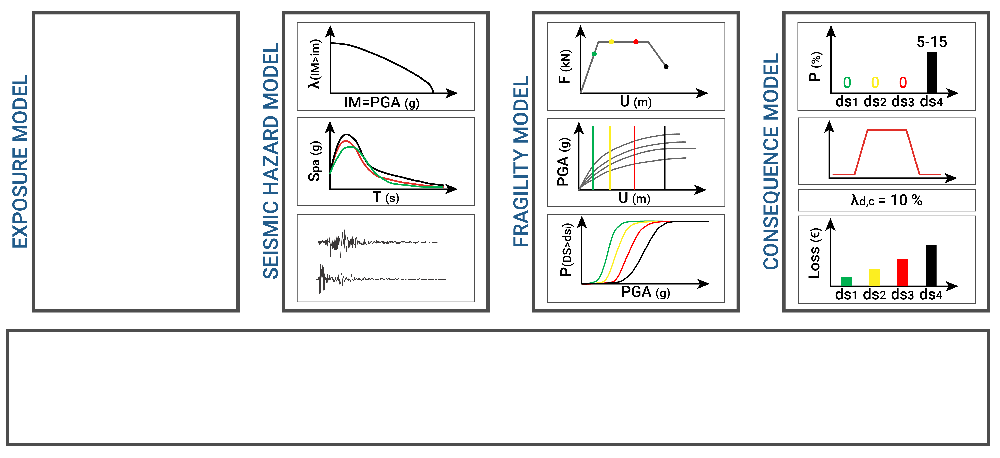 EXPOSURE MODEL
SEISMIC HAZARD MODEL
λ(IM>im)
IM=PGA (g)
Spa (g)
T (s)
FRAGILITY MODEL
F (kN)
U (m)
PGA (g)
U (m)
P(DS>dsi)
PGA (g)
CONSEQUENCE MODEL
P (%)
5-15
0 0 0
ds1 ds2 ds3 ds4
λd,c = 10 %
Loss (€)
ds1 ds2 ds3 ds4